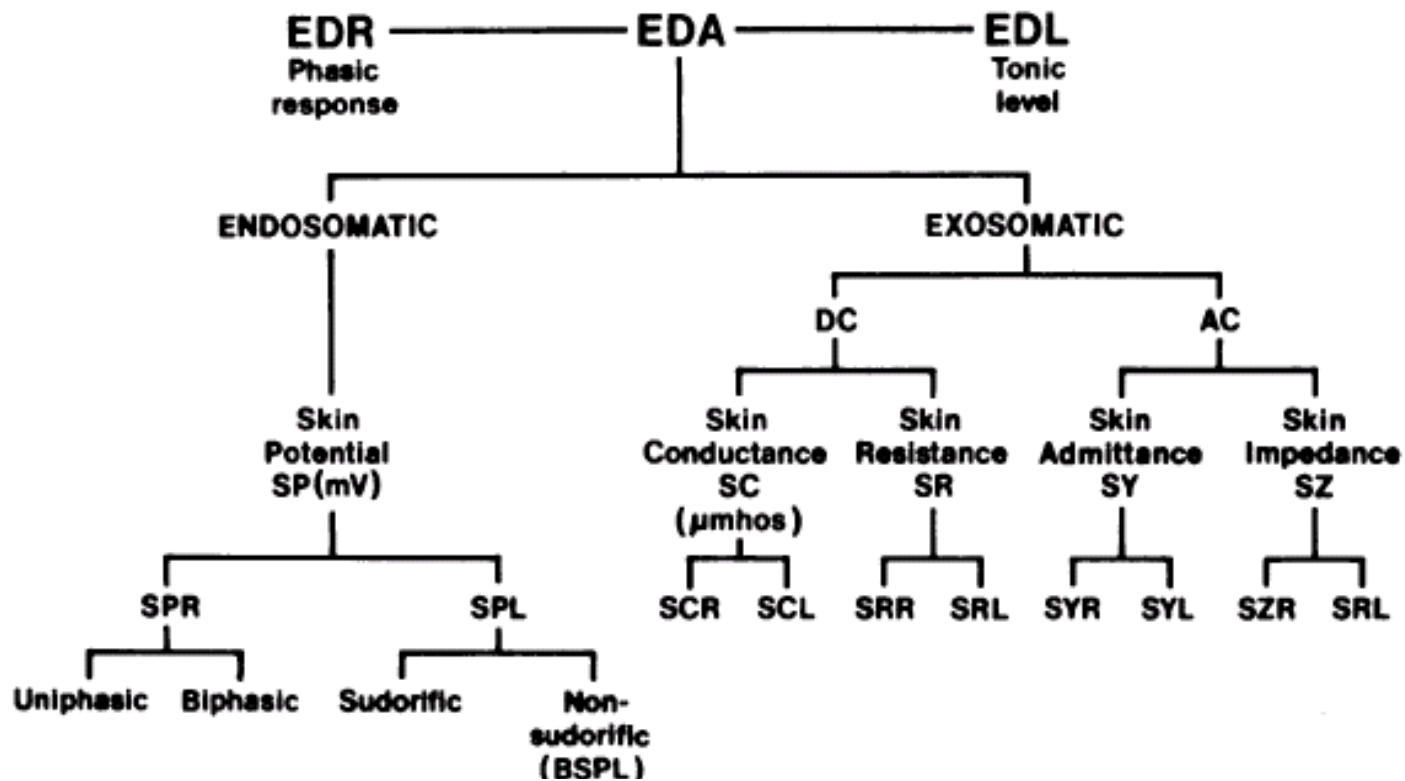 EDR EDA EDL
Phasic
response
Tonic
level
ENDOSOMATIC EXOSOMATIC
DC AC
Skin
Potential
SP(mV)
Skin
Conductance
SC
(µmhos)
Skin
Resistance
SR
Skin
Admittance
SY
Skin
Impedance
SZ
SPR SPL
SCR SCL SRR SRL SYR SYL SZR SRL
Uniphasic Biphasic Sudorific
Non-
sudorific
(BSPL)